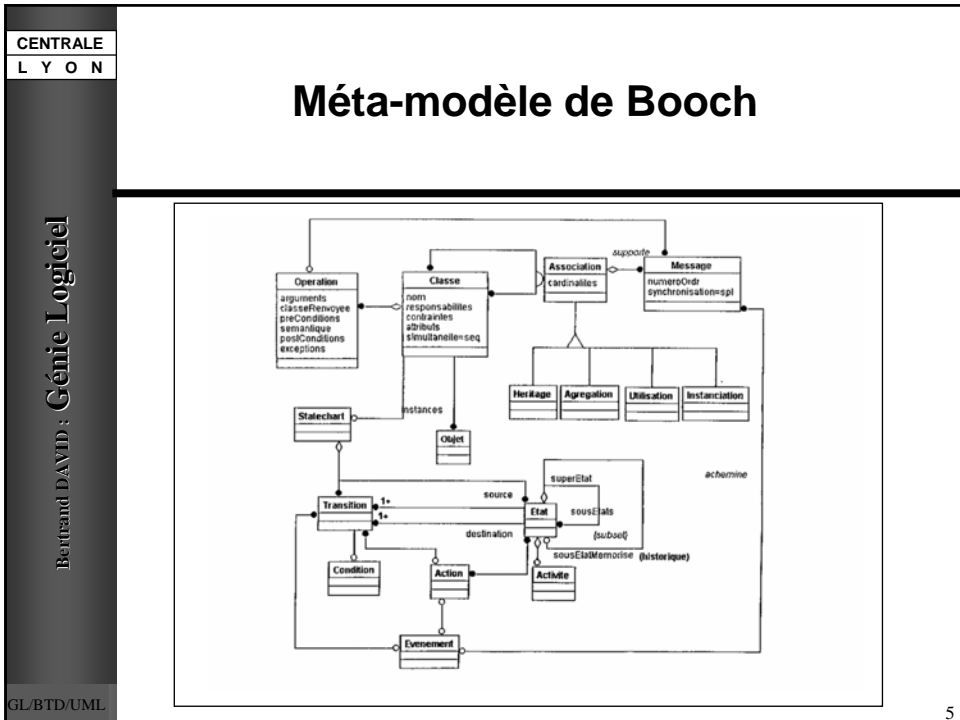 CENTRALE
L Y O N
Méta-modèle de Booch
Bertrand DAVID : Génie Logiciel
supporte
Operation
arguments
classeRenvoyee
preConditions
semantique
postConditions
exceptions
Classe
nom
responsabilites
contraintes
attributs
simultaneite=seq
Association
cardinalites
Message
numeroOrdr
synchronisation=spl
Heritage
Agregation
Utilisation
Instanciation
Statechart
instances
Objet
achemine
superEtat
source
Transition
1+
1+
Etat
sousEtats
destination
{subset}
sousEtatMemorise (historique)
Condition
Action
Activite
Evenement
GL/BTD/UML
5